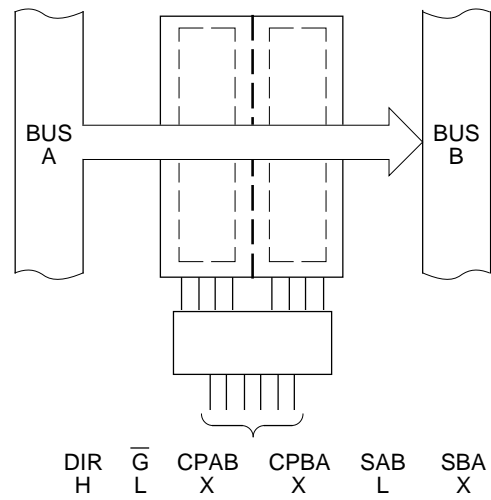 BUS
A
BUS
B
DIR G̅ CPAB CPBA SAB SBA
H L X X L X